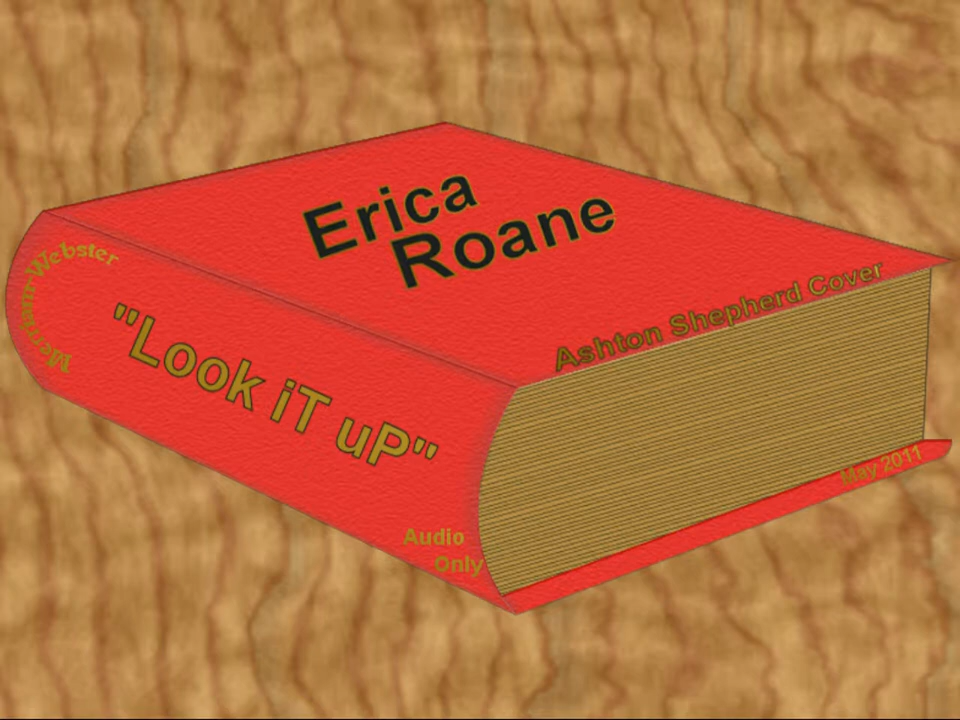 Erica
Roane
Ashton Shepherd Cover
Merriam-Webster
"Look iT uP"
Audio
Only
May 2011